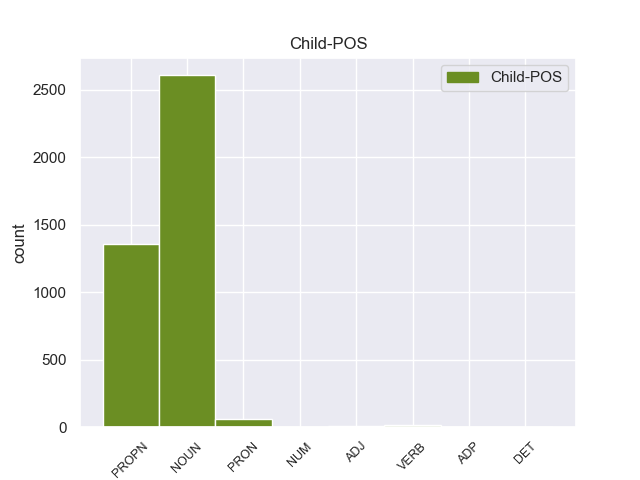 Child-POS
Child-POS
count
2500
2000
1500
1000
500
0
PROPN NOUN PRON NUM ADJ VERB ADP DET